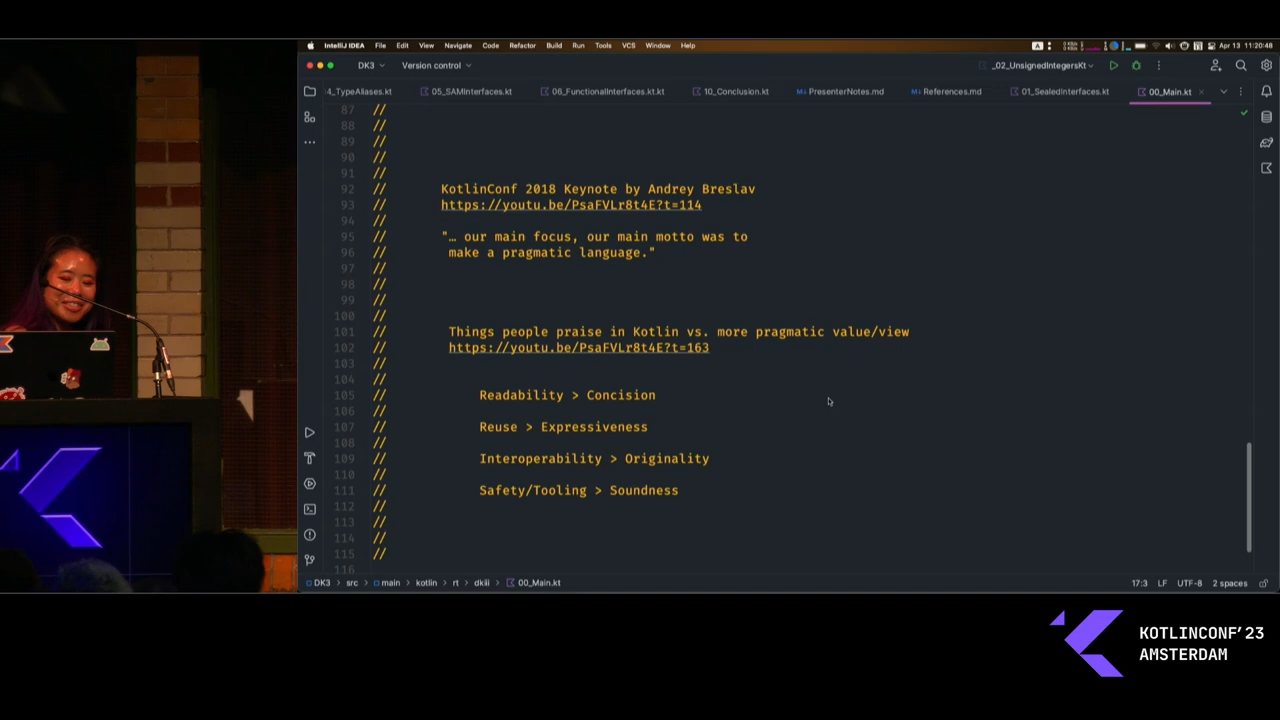 IntelliJ IDEA File Edit View Navigate Code Refactor Build Run Tools VCS Window Help
Apr 13 11:20:48
DK3 Version control
_02_UnsignedIntegersKt
4_TypeAliases.kt 05_SAMInterfaces.kt 06_FunctionalInterfaces.kt.kt 10_Conclusion.kt PresenterNotes.md References.md 01_SealedInterfaces.kt 00_Main.kt
87 //
88 //
89 //
90 //
91 //
92 // KotlinConf 2018 Keynote by Andrey Breslav
93 // https://youtu.be/PsaFVLr8t4E?t=114
94 //
95 // "… our main focus, our main motto was to
96 // make a pragmatic language."
97 //
98 //
99 //
100 //
101 // Things people praise in Kotlin vs. more pragmatic value/view
102 // https://youtu.be/PsaFVLr8t4E?t=163
103 //
104 //
105 // Readability > Concision
106 //
107 // Reuse > Expressiveness
108 //
109 // Interoperability > Originality
110 //
111 // Safety/Tooling > Soundness
112 //
113 //
114 //
115 //
116
DK3 > src > main > kotlin > rt > dkiii > 00_Main.kt
17:3 LF UTF-8 2 spaces
KOTLINCONF'23
AMSTERDAM